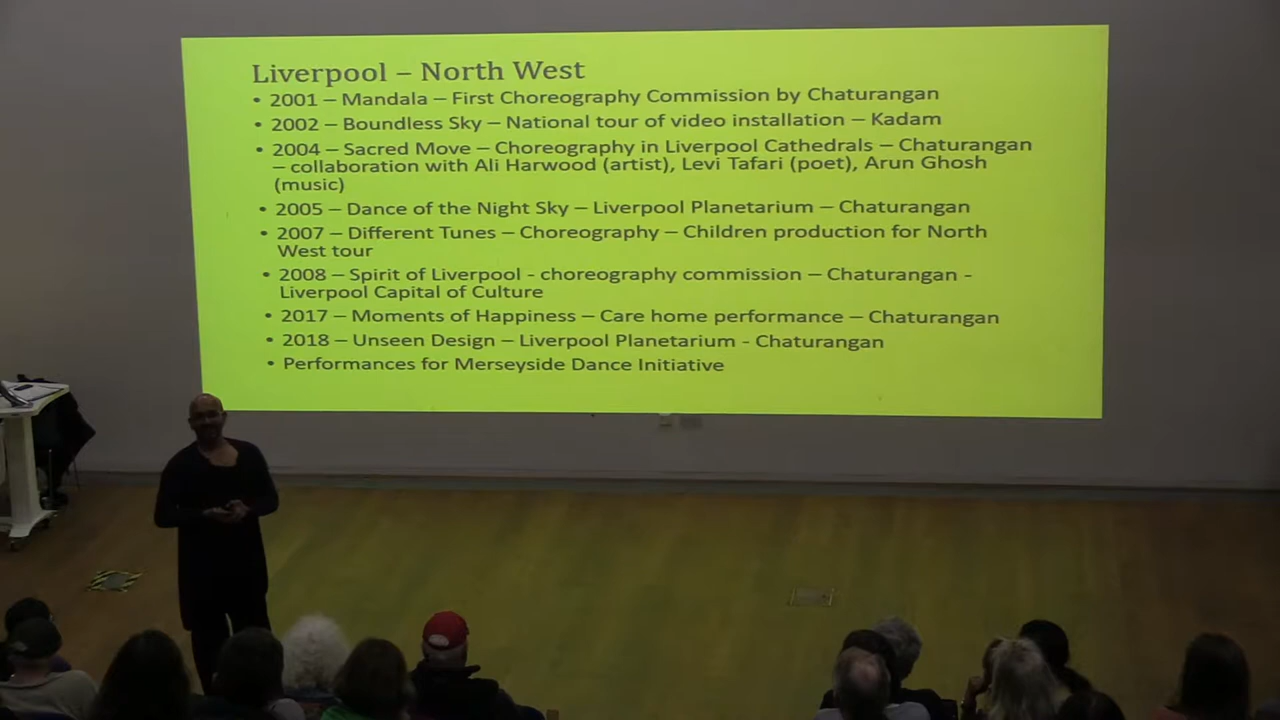 Liverpool – North West
• 2001 – Mandala – First Choreography Commission by Chaturangan
• 2002 – Boundless Sky – National tour of video installation – Kadam
• 2004 – Sacred Move – Choreography in Liverpool Cathedrals – Chaturangan
– collaboration with Ali Harwood (artist), Levi Tafari (poet), Arun Ghosh
(music)
• 2005 – Dance of the Night Sky – Liverpool Planetarium – Chaturangan
• 2007 – Different Tunes – Choreography – Children production for North
West tour
• 2008 – Spirit of Liverpool - choreography commission – Chaturangan -
Liverpool Capital of Culture
• 2017 – Moments of Happiness – Care home performance – Chaturangan
• 2018 – Unseen Design – Liverpool Planetarium - Chaturangan
• Performances for Merseyside Dance Initiative